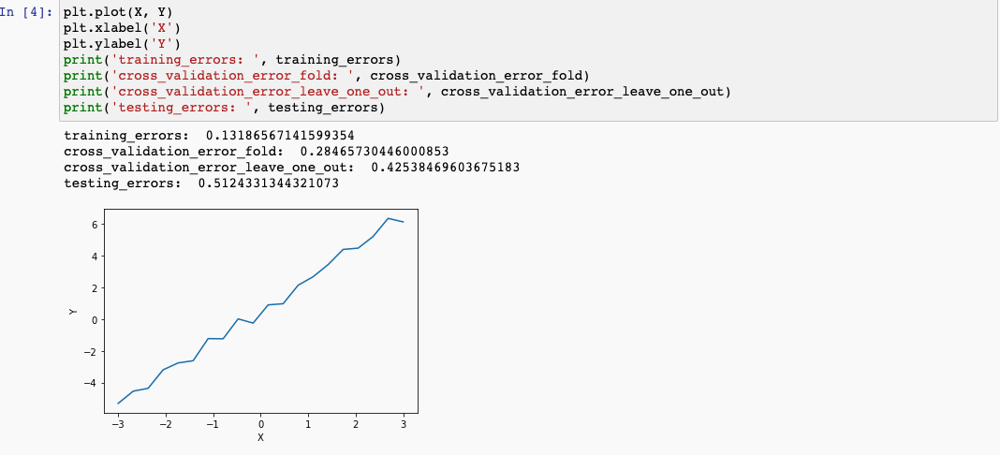 In [4]: plt.plot(X, Y)
plt.xlabel('X')
plt.ylabel('Y')
print('training_errors: ', training_errors)
print('cross_validation_error_fold: ', cross_validation_error_fold)
print('cross_validation_error_leave_one_out: ', cross_validation_error_leave_one_out)
print('testing_errors: ', testing_errors)
training_errors:  0.13186567141599354
cross_validation_error_fold:  0.28465730446000853
cross_validation_error_leave_one_out:  0.42538469603675183
testing_errors:  0.5124331344321073
6
4
2
0
−2
−4
Y
−3 −2 −1 0 1 2 3
X